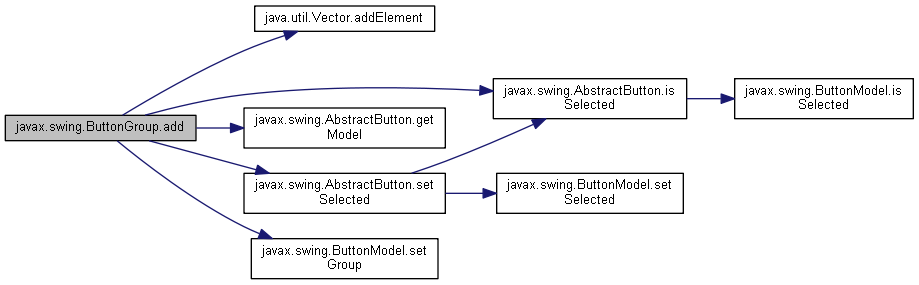 java.util.Vector.addElement
javax.swing.AbstractButton.is
Selected
javax.swing.ButtonModel.is
Selected
javax.swing.ButtonGroup.add
javax.swing.AbstractButton.get
Model
javax.swing.AbstractButton.set
Selected
javax.swing.ButtonModel.set
Selected
javax.swing.ButtonModel.set
Group